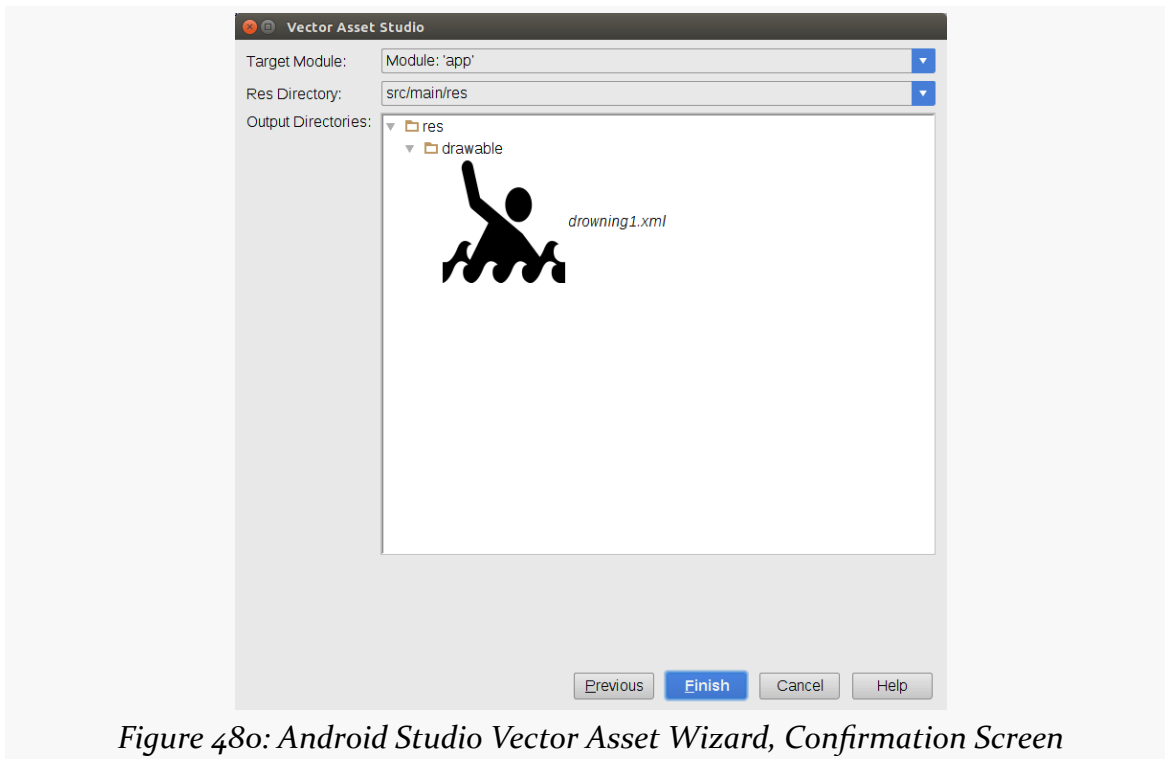 Vector Asset Studio
Target Module: Module: 'app'
Res Directory: src/main/res
Output Directories:
res
drawable
drowning1.xml
Previous Finish Cancel Help
Figure 480: Android Studio Vector Asset Wizard, Confirmation Screen